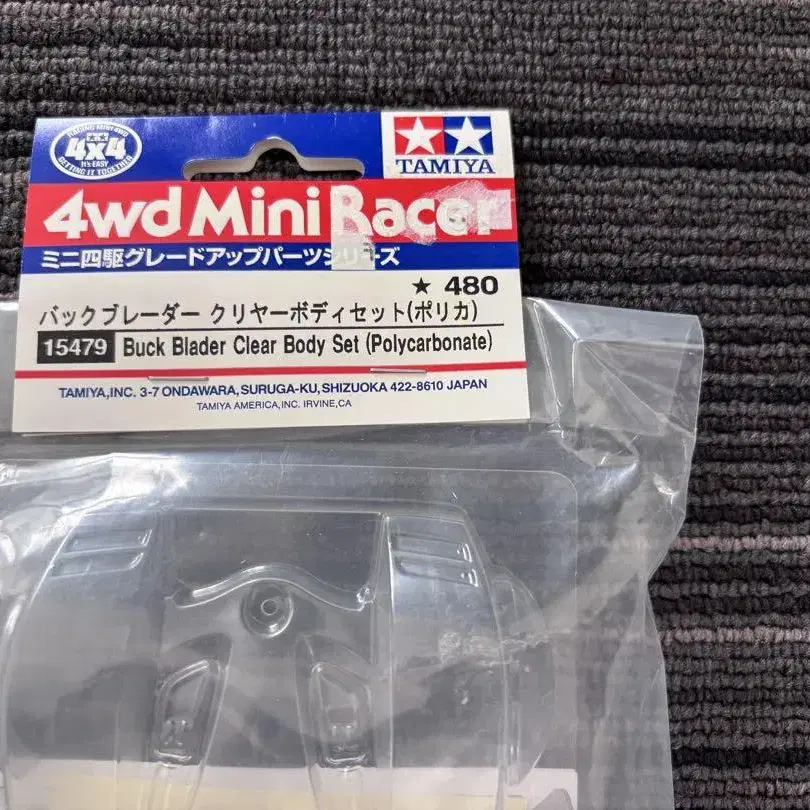 RACING MINI 4WD
4x4
It's EASY
GETTING IT TOGETHER
TAMIYA
4wd Mini Racer
ミニ四駆グレードアップパーツシリーズ
★ 480
バックブレーダー クリヤーボディセット(ポリカ)
15479 Buck Blader Clear Body Set (Polycarbonate)
TAMIYA,INC. 3-7 ONDAWARA,SURUGA-KU,SHIZUOKA 422-8610 JAPAN
TAMIYA AMERICA,INC. IRVINE,CA